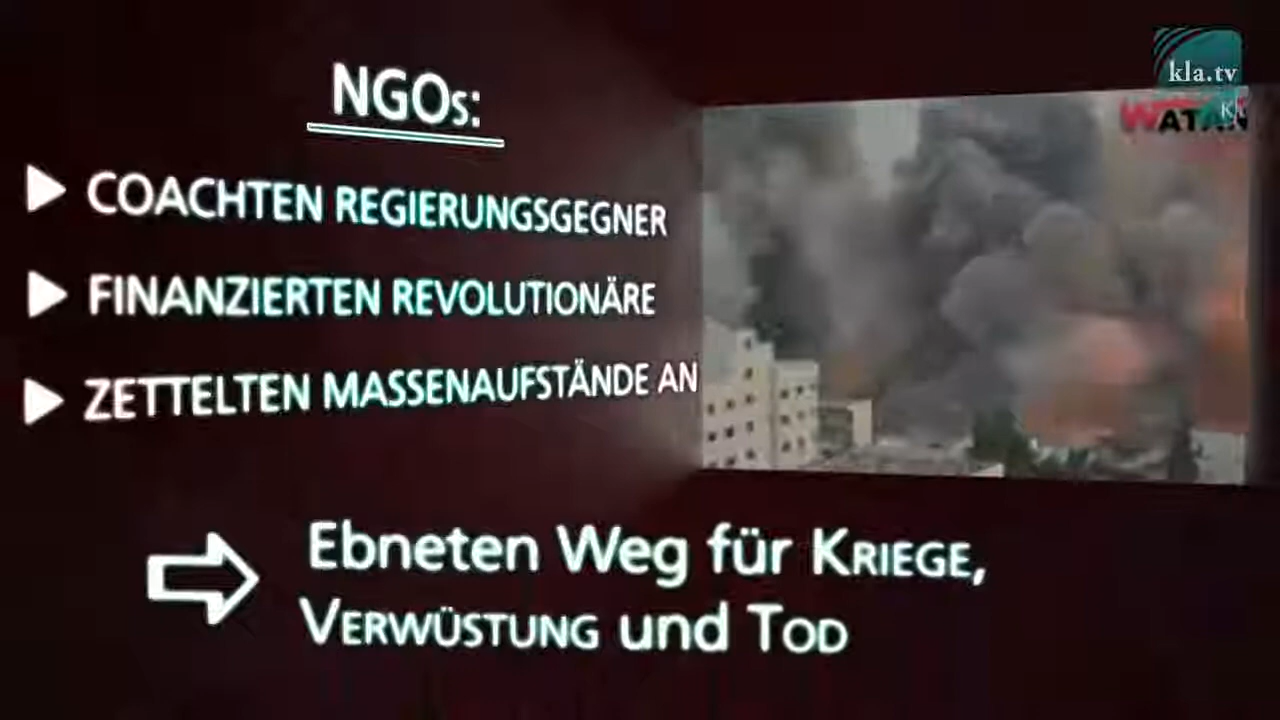 kla.tv
WATAN
NGOs:
COACHTEN REGIERUNGSGEGNER
FINANZIERTEN REVOLUTIONÄRE
ZETTELTEN MASSENAUFSTÄNDE AN
Ebneten Weg für KRIEGE,
VERWÜSTUNG und TOD